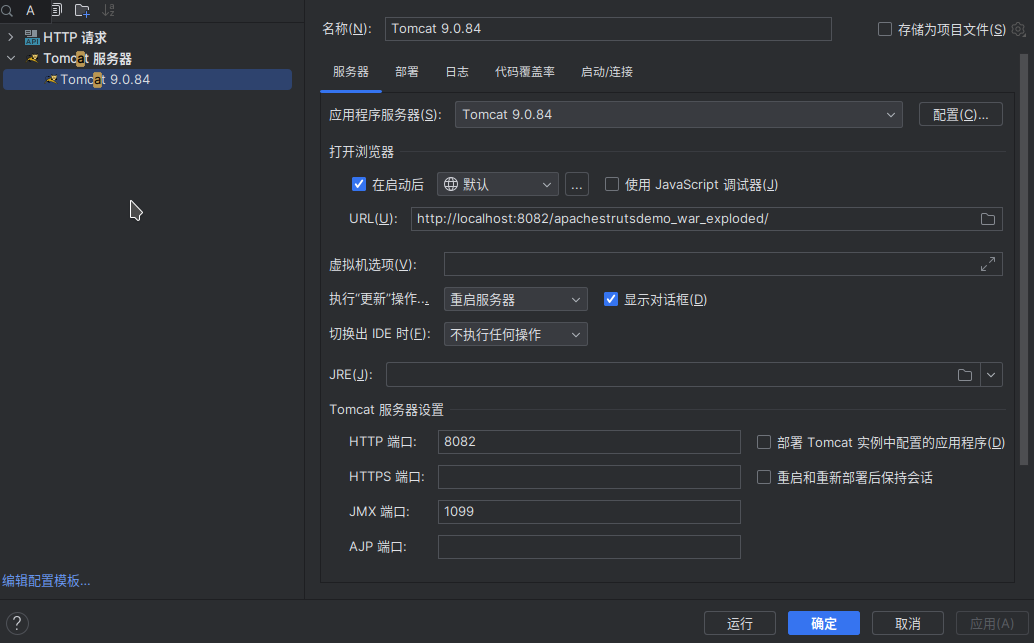 A
HTTP 请求
Tomcat 服务器
Tomcat 9.0.84
编辑配置模板...
?
名称(N):
Tomcat 9.0.84
存储为项目文件(S)
服务器 部署 日志 代码覆盖率 启动/连接
应用程序服务器(S): Tomcat 9.0.84 配置(C)...
打开浏览器
在启动后 默认 ... 使用 JavaScript 调试器(J)
URL(U): http://localhost:8082/apachestrutsdemo_war_exploded/
虚拟机选项(V):
执行“更新”操作... 重启服务器 显示对话框(D)
切换出 IDE 时(F): 不执行任何操作
JRE(J):
Tomcat 服务器设置
HTTP 端口: 8082 部署 Tomcat 实例中配置的应用程序(D)
HTTPS 端口: 重启和重新部署后保持会话
JMX 端口: 1099
AJP 端口:
运行 确定 取消 应用(A)